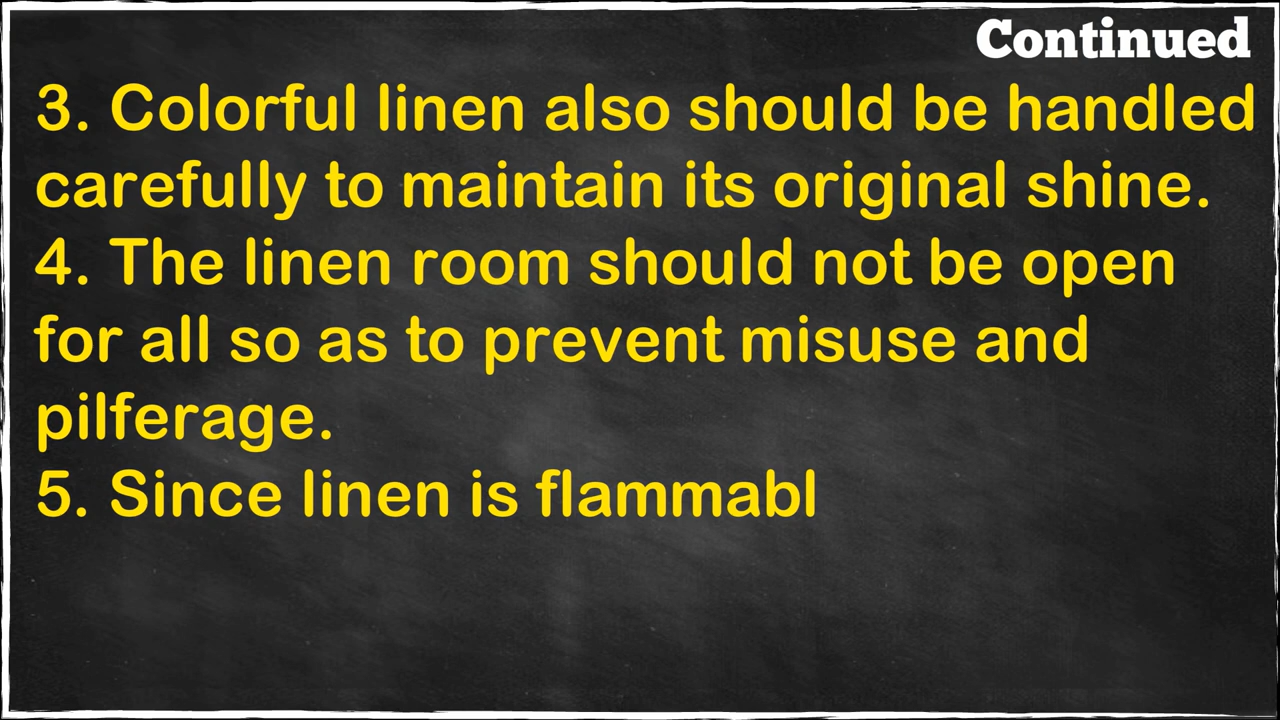 Continued
3. Colorful linen also should be handled
carefully to maintain its original shine.
4. The linen room should not be open
for all so as to prevent misuse and
pilferage.
5. Since linen is flammabl